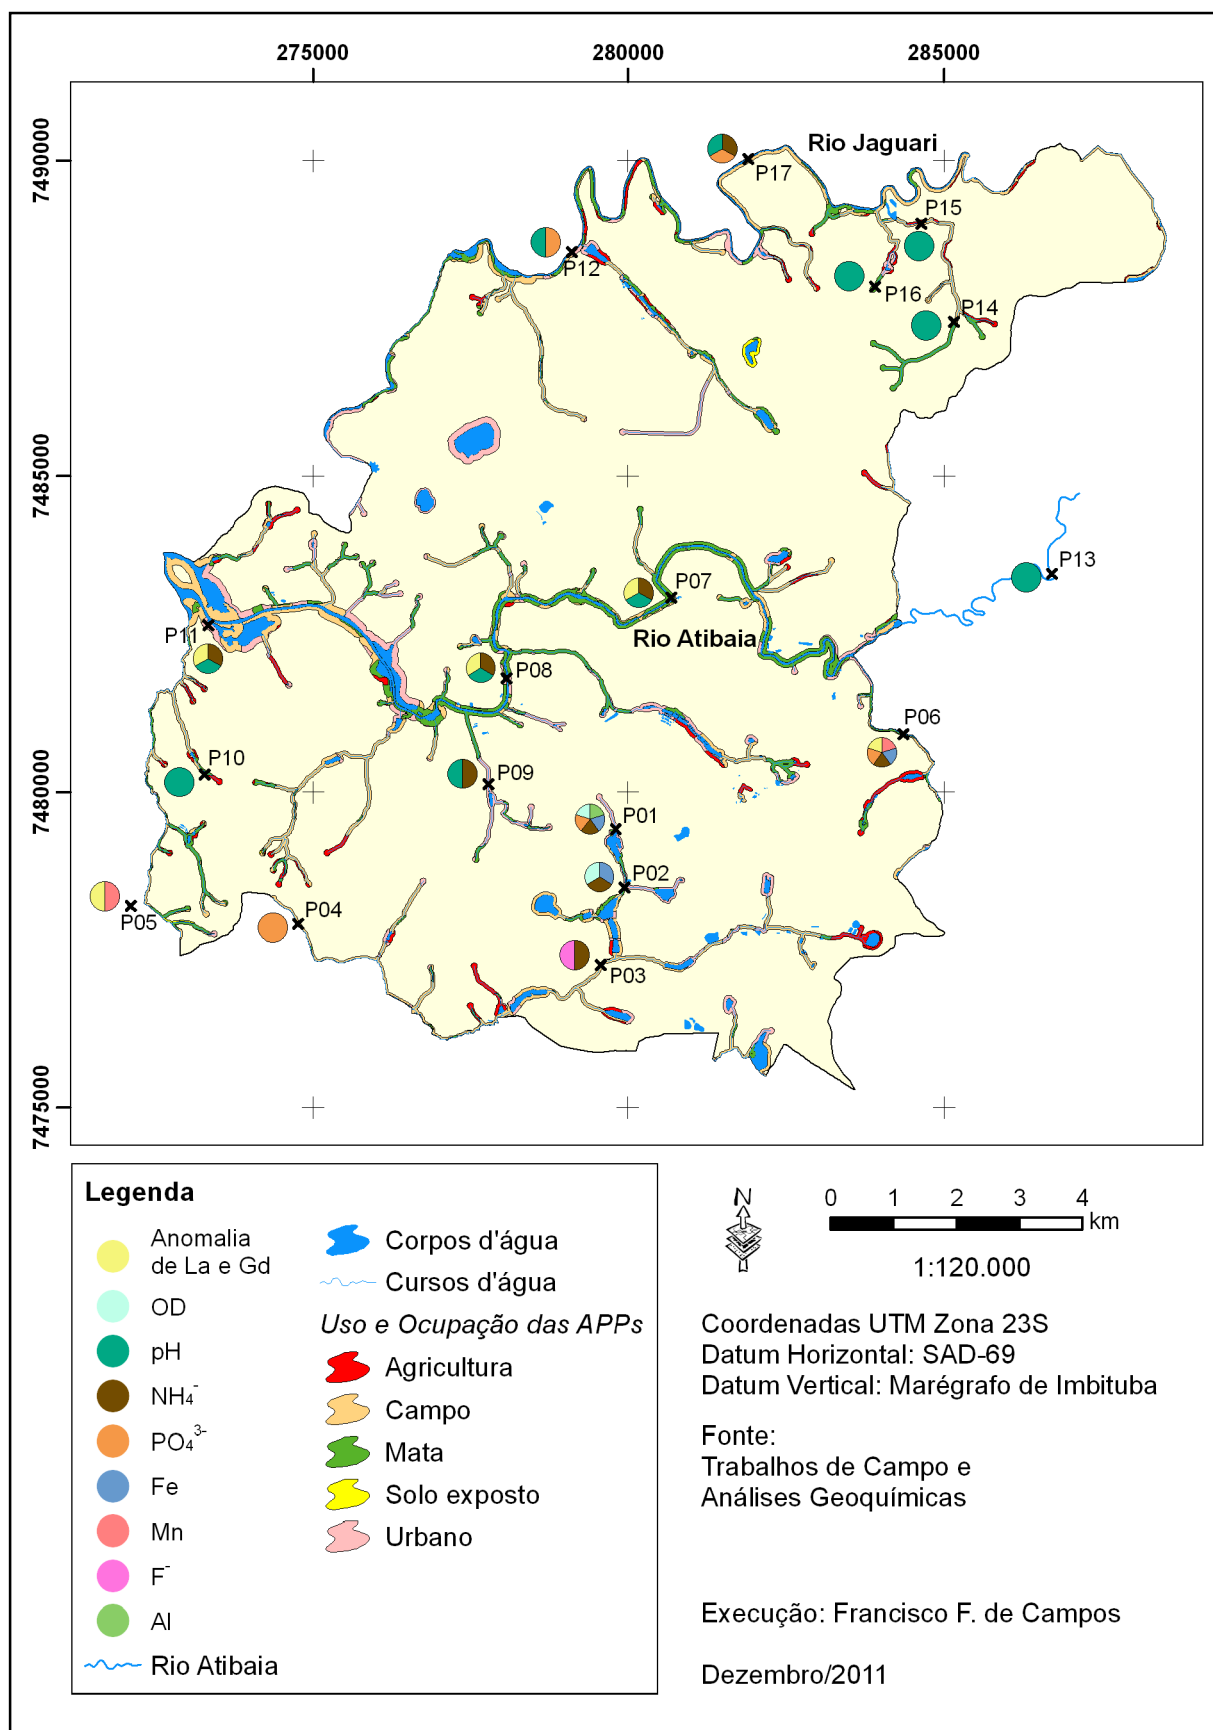 275000 280000 285000
7490000
7485000
7480000
7475000
Rio Jaguari
P17
P15
P12
P16
P14
P13
P07
Rio Atibaia
P11
P08
P06
P10
P09
P01
P02
P05
P04
P03
Legenda
Anomalia
de La e Gd
OD
pH
NH₄⁻
PO₄³⁻
Fe
Mn
F⁻
Al
Rio Atibaia
Corpos d'água
Cursos d'água
Uso e Ocupação das APPs
Agricultura
Campo
Mata
Solo exposto
Urbano
N
0 1 2 3 4
km
1:120.000
Coordenadas UTM Zona 23S
Datum Horizontal: SAD-69
Datum Vertical: Marégrafo de Imbituba
Fonte:
Trabalhos de Campo e
Análises Geoquímicas
Execução: Francisco F. de Campos
Dezembro/2011